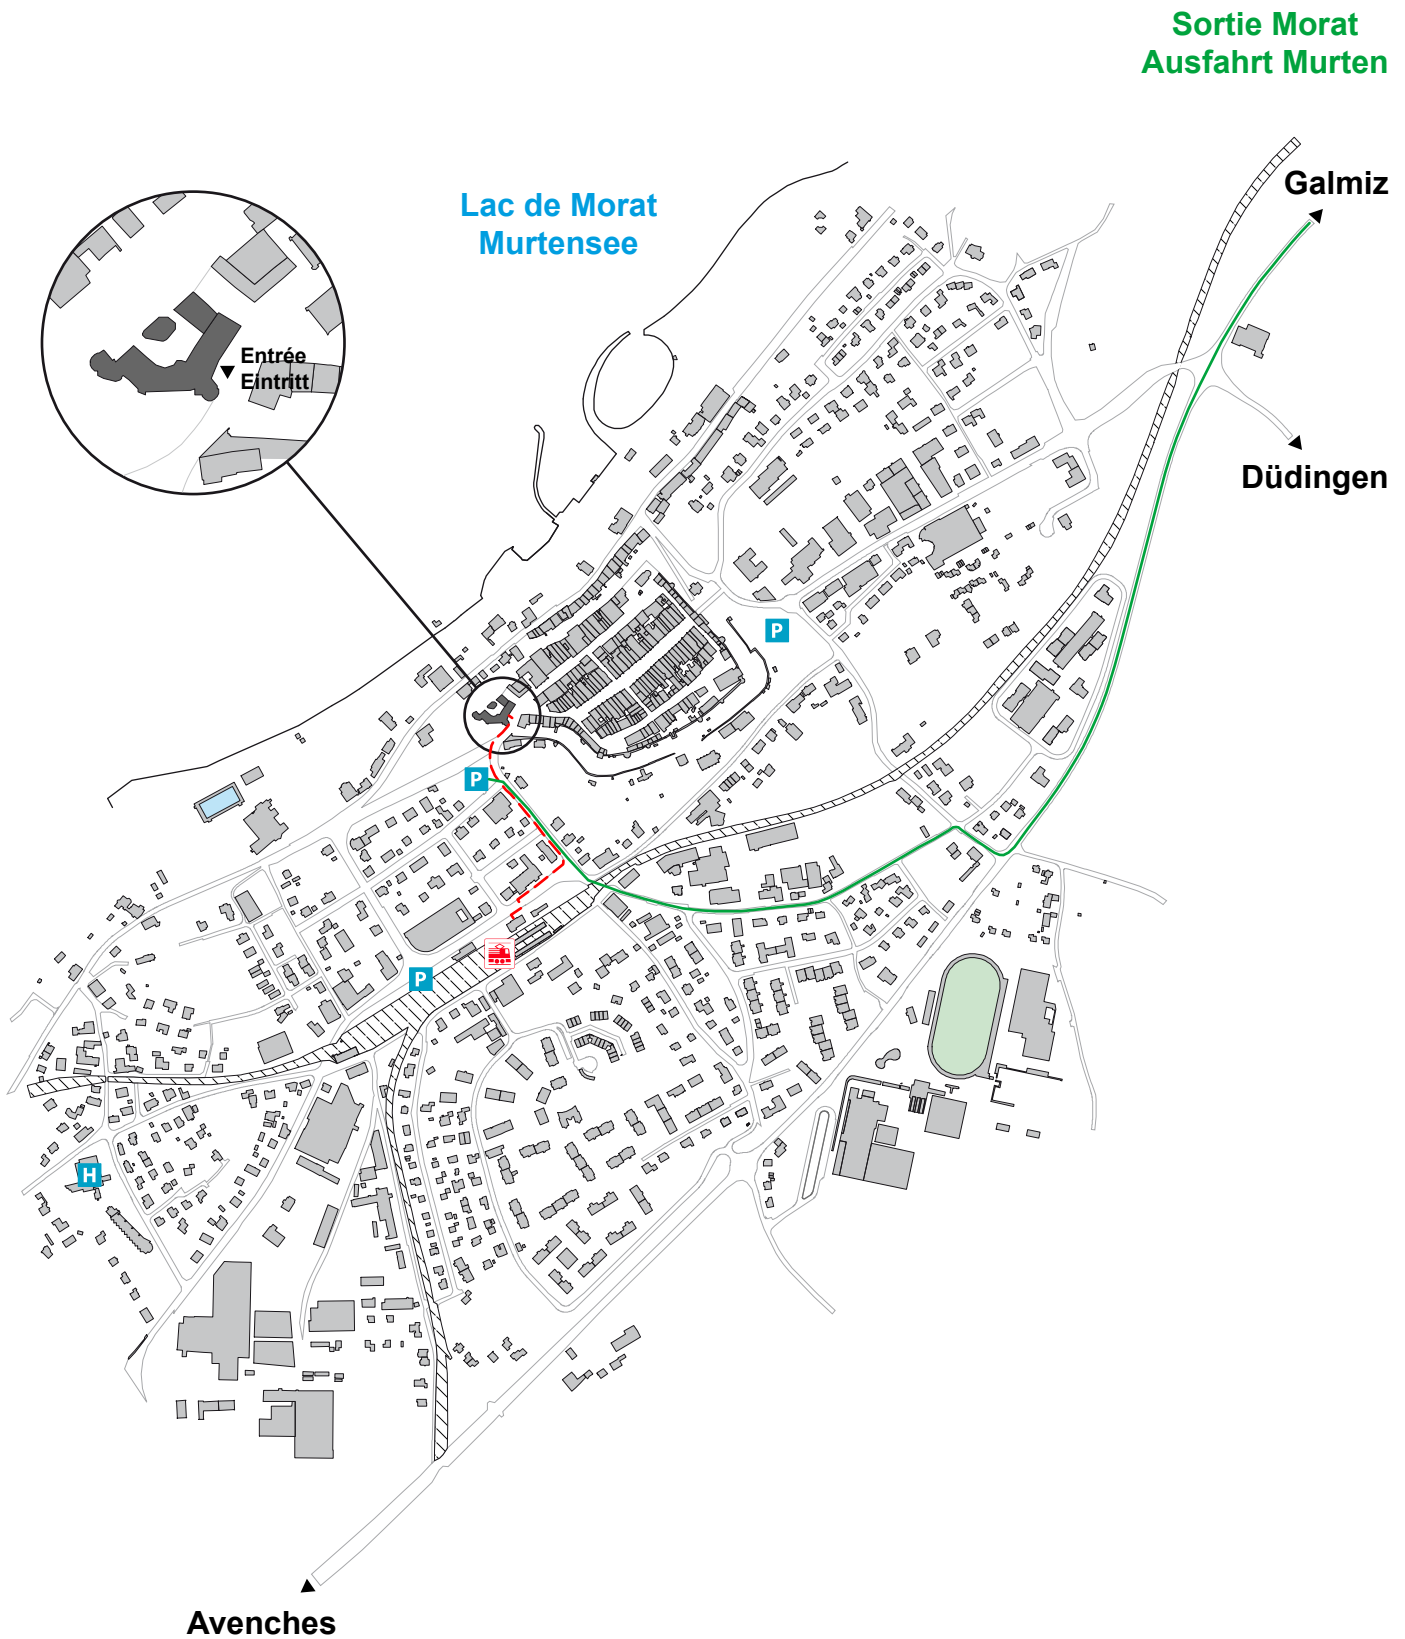 Sortie Morat
Ausfahrt Murten
Galmiz
Lac de Morat
Murtensee
Entrée
Eintritt
Düdingen
P
P
P
H
Avenches